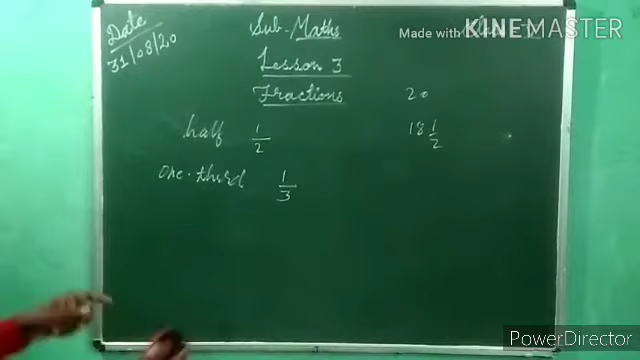 Date
31/08/20
Sub-Maths
Made with KINEMASTER
Lesson 3
Fractions
20
half 1/2
18 1/2
One-third 1/3
PowerDirector